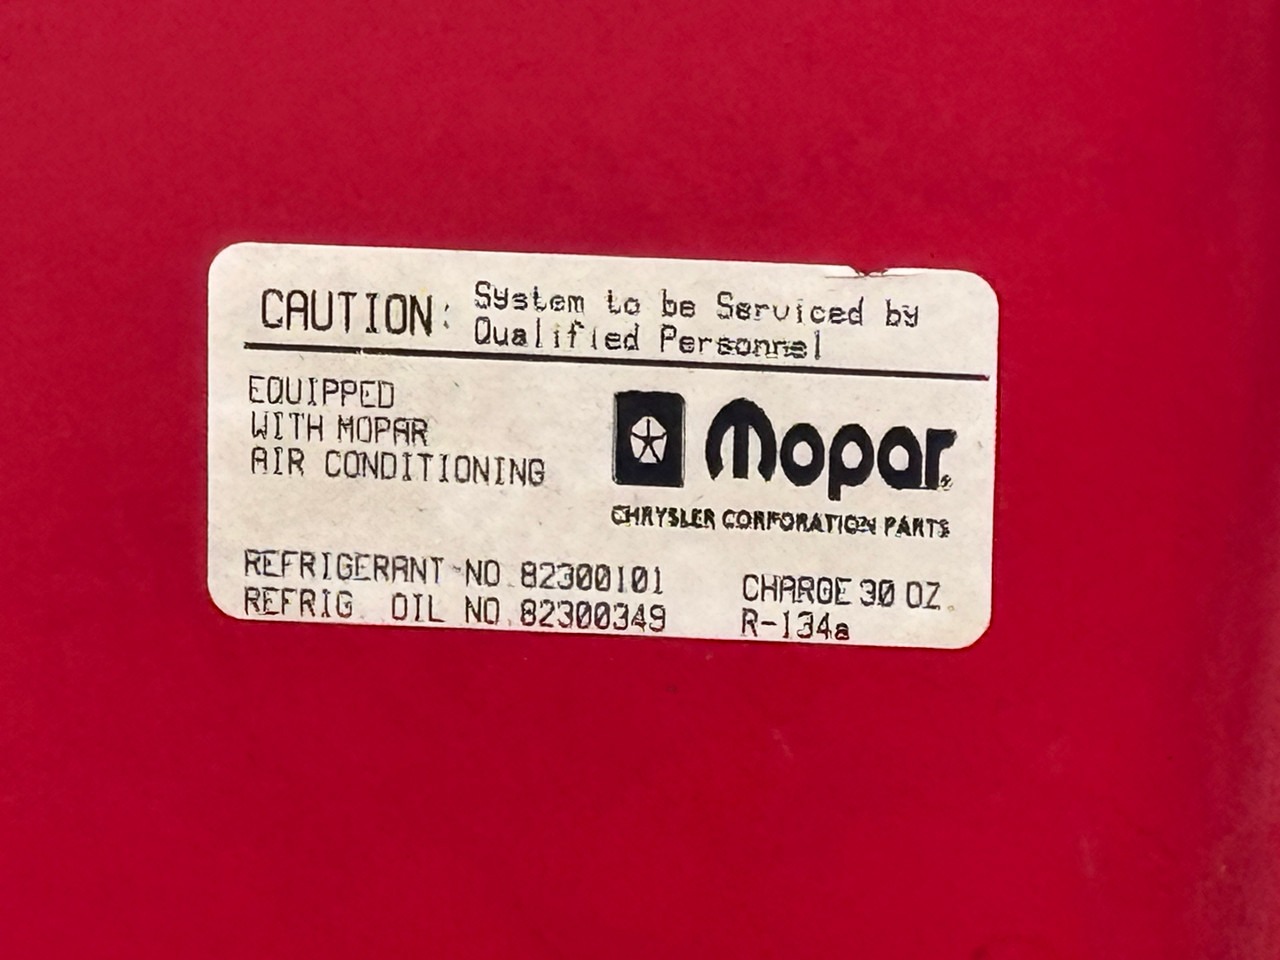 CAUTION: System to be Serviced by
Qualified Personnel
EQUIPPED
WITH MOPAR
AIR CONDITIONING
Mopar®
CHRYSLER CORPORATION PARTS
REFRIGERANT NO. 82300101
REFRIG. OIL NO. 82300349
CHARGE 30 OZ.
R-134a